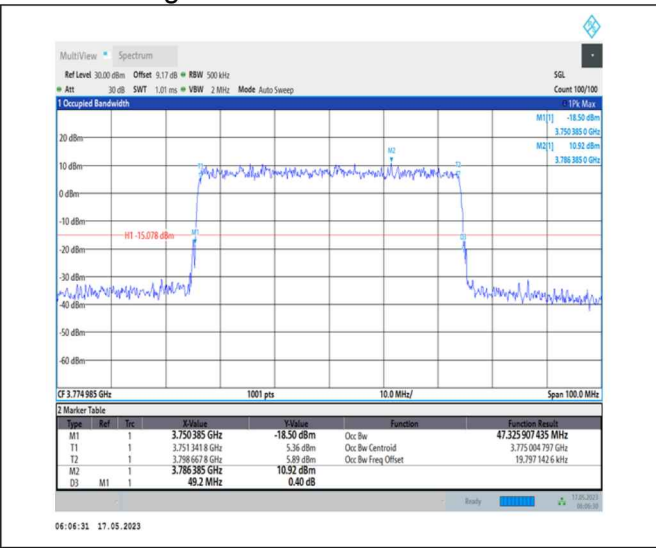 MultiView Spectrum
Ref Level 30.00 dBm Offset 9.17 dB RBW 500 kHz SGL
Att 30 dB SWT 1.01 ms VBW 2 MHz Mode Auto Sweep Count 100/100
1 Occupied Bandwidth 1Pk Max
M1[1] -18.50 dBm
3.750 385 0 GHz
M2[1] 10.92 dBm
3.786 385 0 GHz
20 dBm
M2
T1 T2
10 dBm
0 dBm
-10 dBm
H1 -15.078 dBm M1 D3
-20 dBm
-30 dBm
-40 dBm
-50 dBm
-60 dBm
CF 3.774 985 GHz 1001 pts 10.0 MHz/ Span 100.0 MHz
2 Marker Table
Type Ref Trc X-Value Y-Value Function Function Result
M1 1 3.750 385 GHz -18.50 dBm Occ Bw 47.325 907 435 MHz
T1 1 3.751 341 8 GHz 5.36 dBm Occ Bw Centroid 3.775 004 797 GHz
T2 1 3.798 667 8 GHz 5.89 dBm Occ Bw Freq Offset 19.797 142 6 kHz
M2 1 3.786 385 GHz 10.92 dBm
D3 M1 1 49.2 MHz 0.40 dB
Ready 17.05.2023
06:06:30
06:06:31 17.05.2023